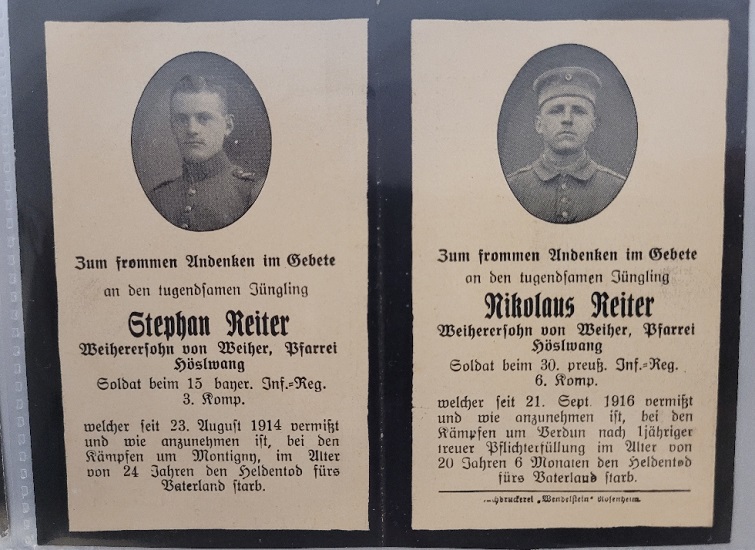 Zum frommen Andenken im Gebete
an den tugendsamen Jüngling
Stephan Reiter
Weiherersohn von Weiher, Pfarrei
Höslwang
Soldat beim 15 bayer. Inf.-Reg.
3. Komp.
welcher seit 23. August 1914 vermißt
und wie anzunehmen ist, bei den
Kämpfen um Montigny, im Alter
von 24 Jahren den Heldentod fürs
Vaterland starb.
Zum frommen Andenken im Gebete
an den tugendsamen Jüngling
Nikolaus Reiter
Weiherersohn von Weiher, Pfarrei
Höslwang
Soldat beim 30. preuß. Inf.-Reg.
6. Komp.
welcher seit 21. Sept. 1916 vermißt
und wie anzunehmen ist, bei den
Kämpfen um Verdun nach 1jähriger
treuer Pflichterfüllung im Alter von
20 Jahren 6 Monaten den Heldentod
fürs Vaterland starb.
"Wendelstein" Rosenheim.